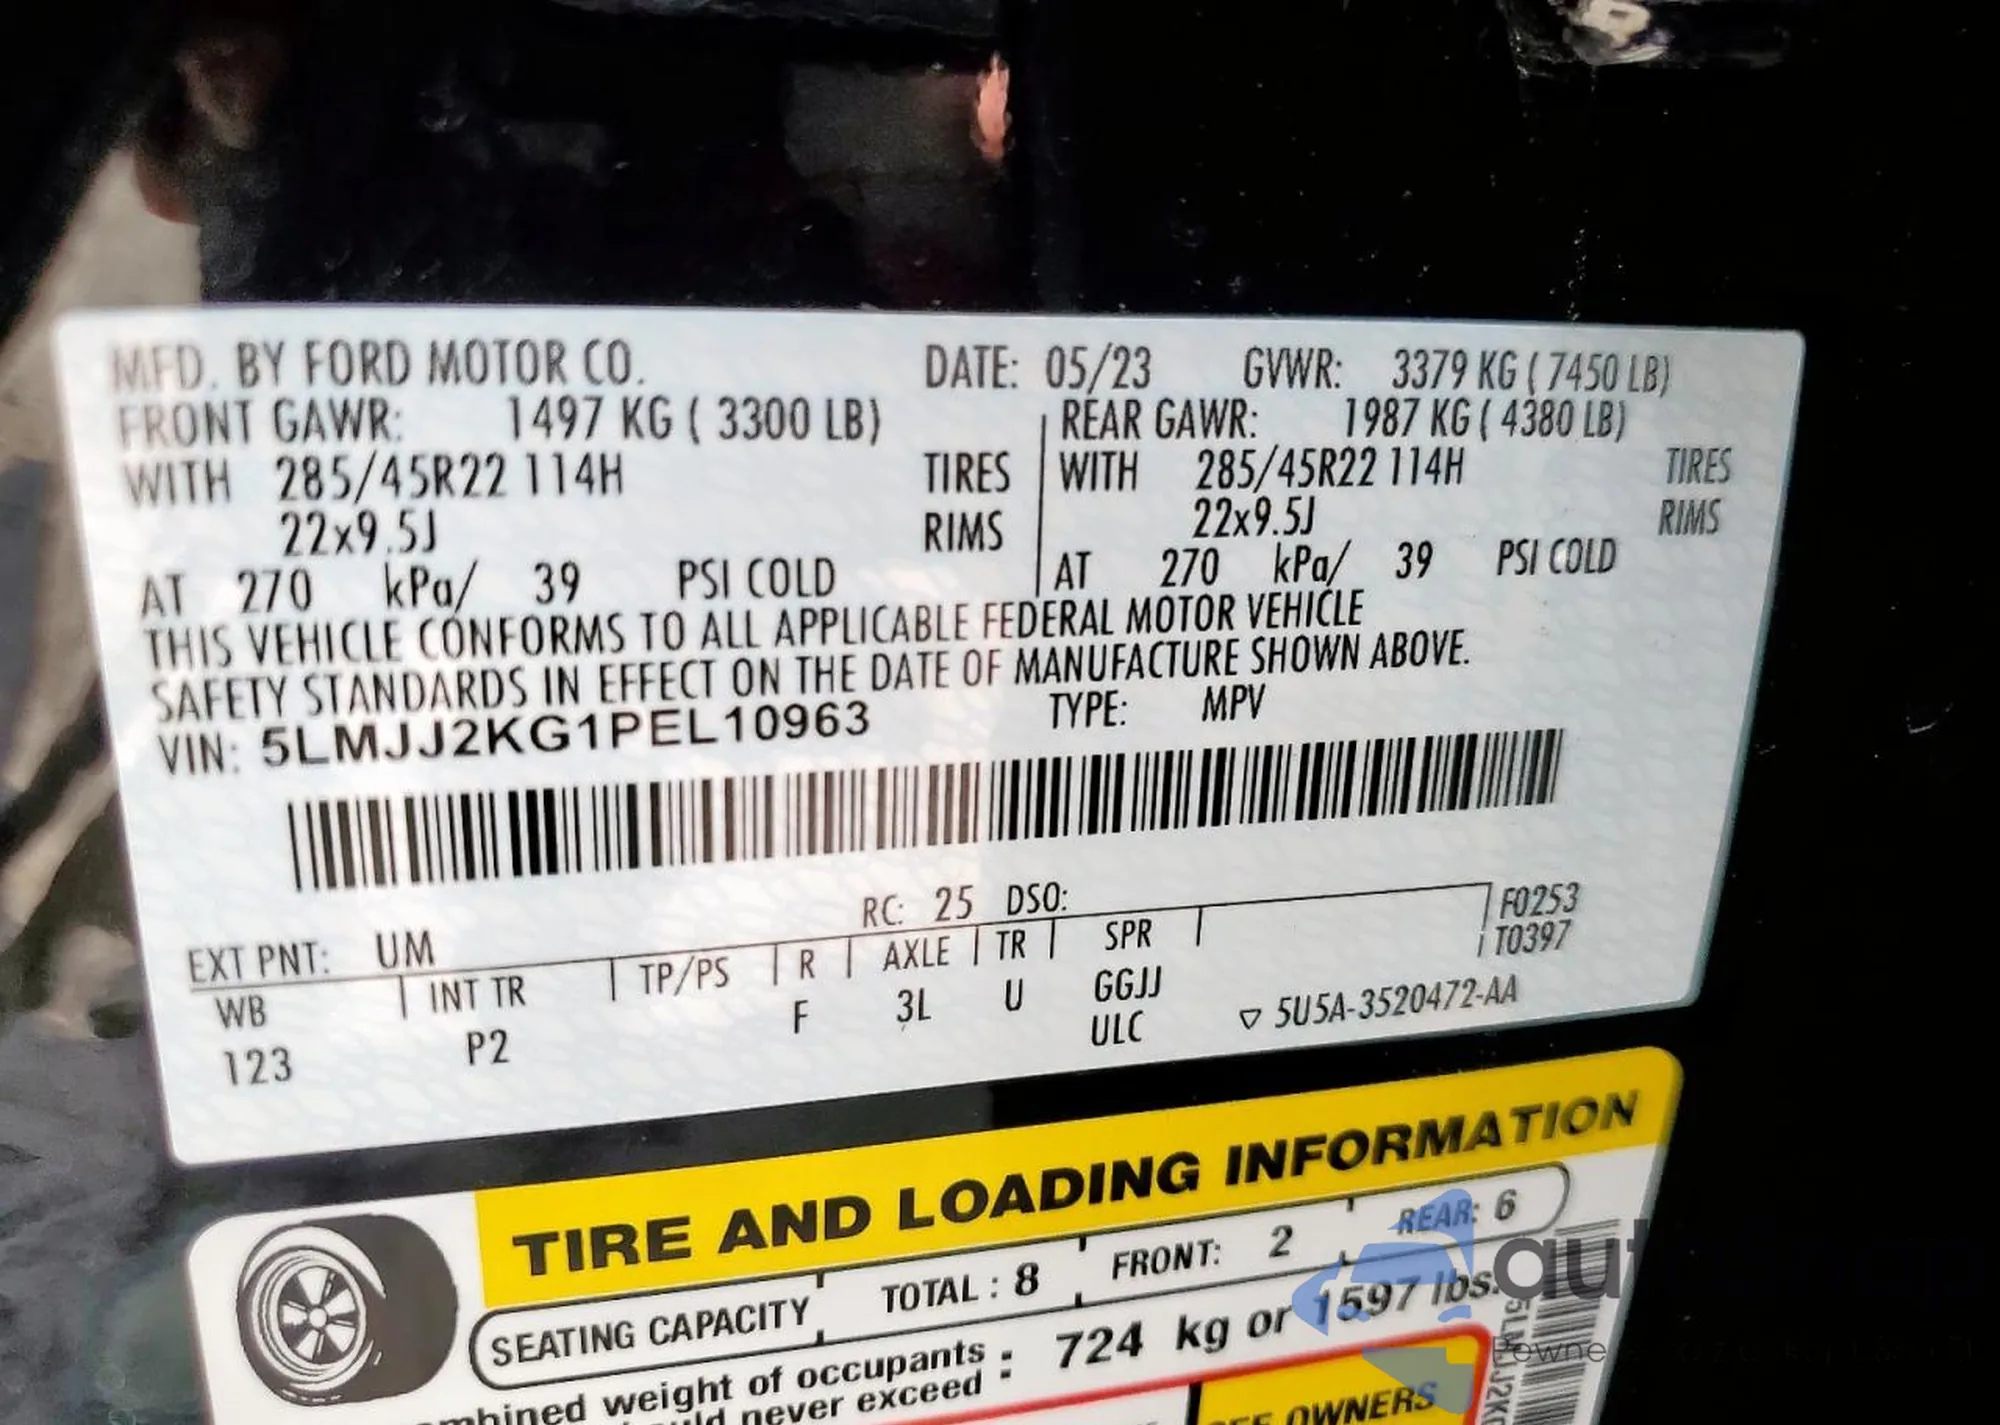 MFD. BY FORD MOTOR CO. DATE: 05/23 GVWR: 3379 KG ( 7450 LB)
FRONT GAWR: 1497 KG ( 3300 LB) REAR GAWR: 1987 KG ( 4380 LB)
WITH 285/45R22 114H TIRES WITH 285/45R22 114H TIRES
22x9.5J RIMS 22x9.5J RIMS
AT 270 kPa/ 39 PSI COLD AT 270 kPa/ 39 PSI COLD
THIS VEHICLE CONFORMS TO ALL APPLICABLE FEDERAL MOTOR VEHICLE
SAFETY STANDARDS IN EFFECT ON THE DATE OF MANUFACTURE SHOWN ABOVE.
VIN: 5LMJJ2KG1PEL10963 TYPE: MPV
RC: 25 DSO: F0253
EXT PNT: UM T0397
WB INT TR TP/PS R AXLE TR SPR
123 P2 F 3L U GGJJ
ULC ▽ 5U5A-3520472-AA
TIRE AND LOADING INFORMATION
SEATING CAPACITY TOTAL : 8 FRONT: 2 REAR: 6
weight of occupants : 724 kg or 1597 lbs.
never exceed
OWNERS
aut